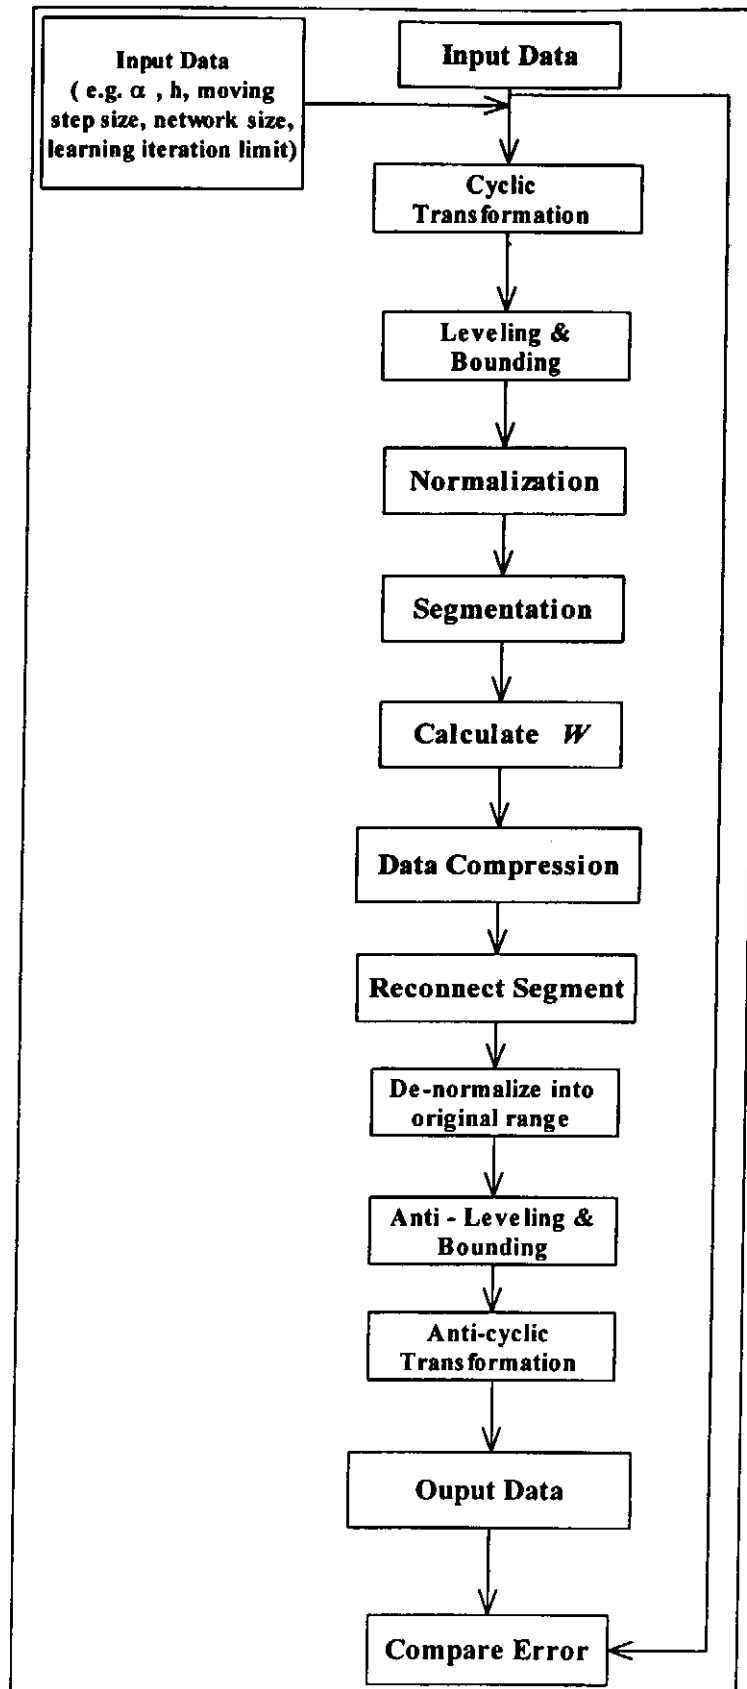 Input Data
( e.g. α , h, moving
step size, network size,
learning iteration limit)
Input Data
Cyclic
Transformation
Leveling &
Bounding
Normalization
Segmentation
Calculate W
Data Compression
Reconnect Segment
De-normalize into
original range
Anti - Leveling &
Bounding
Anti-cyclic
Transformation
Ouput Data
Compare Error